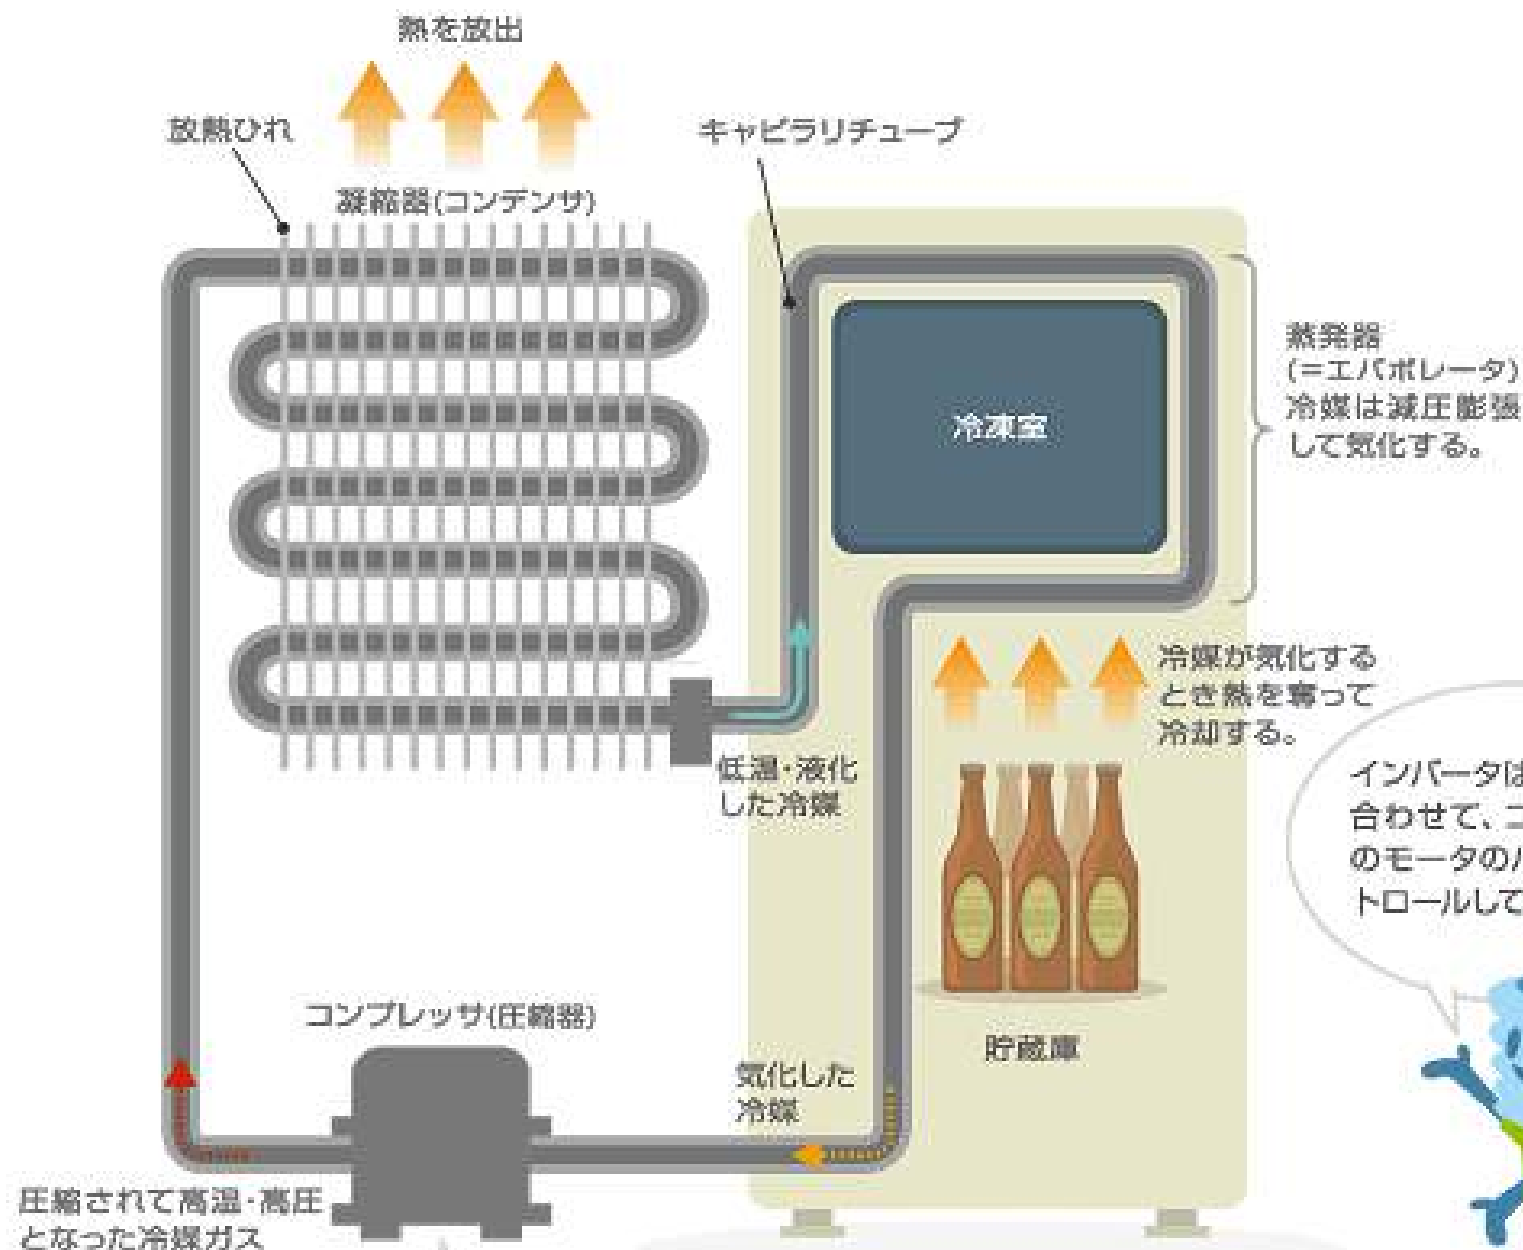 熱を放出
放熱ひれ
キャピラリチューブ
凝縮器(コンデンサ)
蒸発器
(=エバポレータ)
冷媒は減圧膨張
して気化する。
冷凍室
冷媒が気化する
とき熱を奪って
冷却する。
低温・液化
した冷媒
インバータは
合わせて、コ
のモータのパ
トロールして
コンプレッサ(圧縮器)
貯蔵庫
気化した
冷媒
圧縮されて高温・高圧
となった冷媒ガス